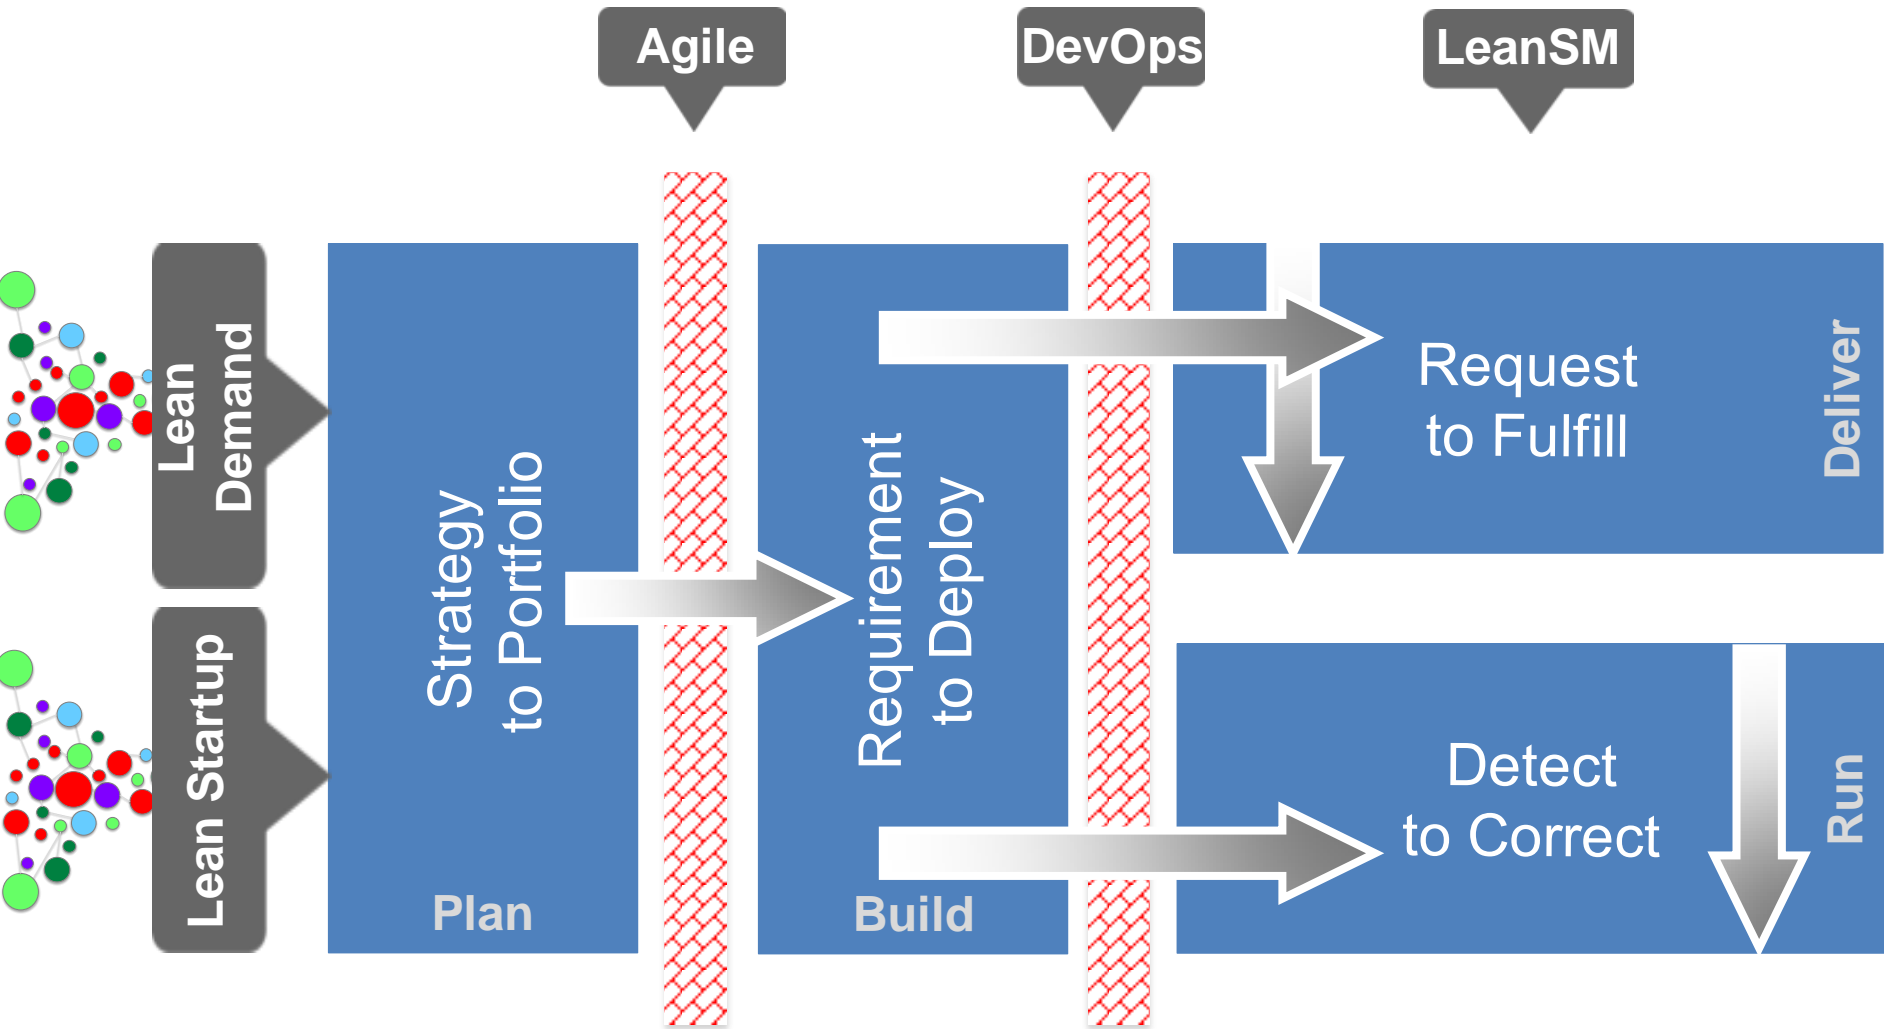 Agile
DevOps
LeanSM
Lean
Demand
Lean Startup
Strategy
to Portfolio
Plan
Requirement
to Deploy
Build
Request
to Fulfill
Deliver
Detect
to Correct
Run